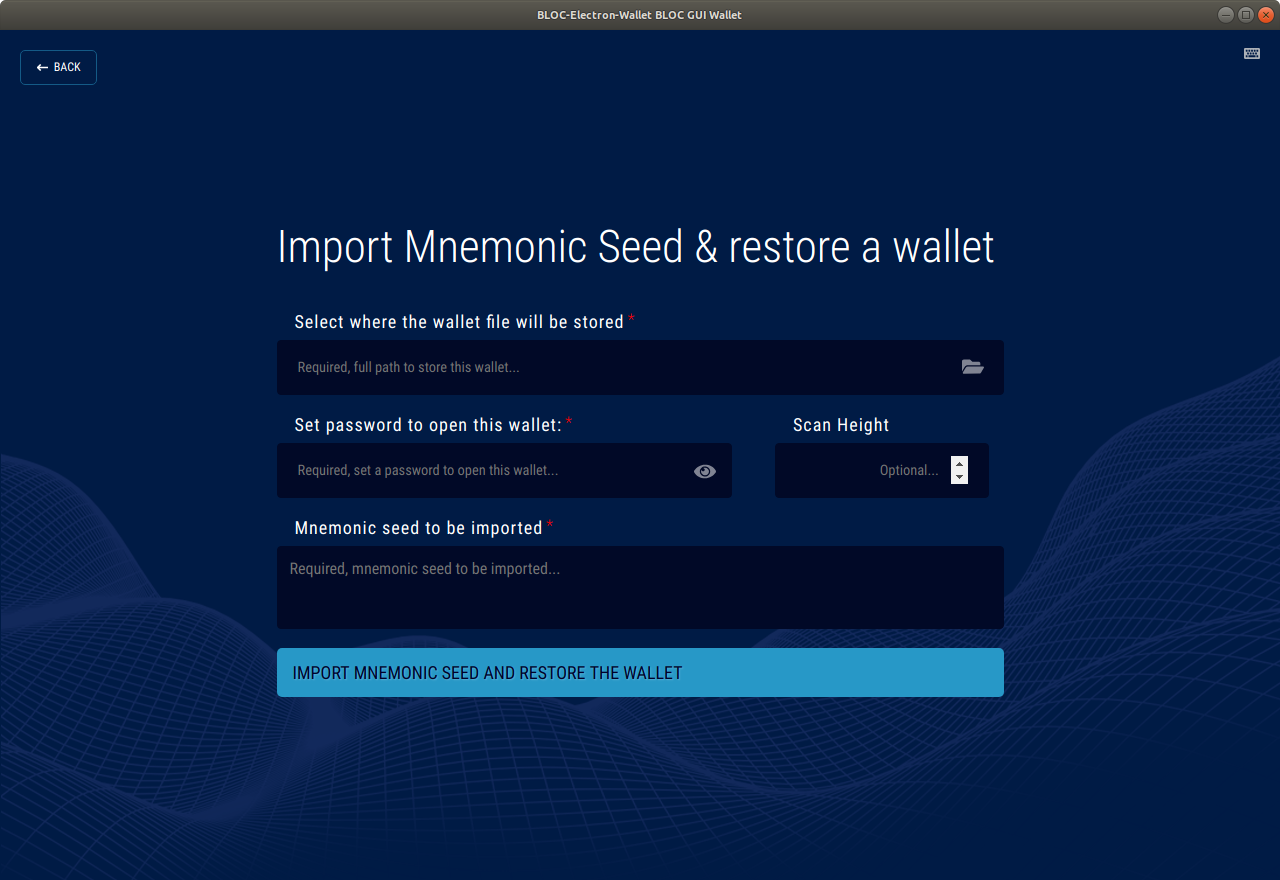 BLOC-Electron-Wallet BLOC GUI Wallet
← BACK
Import Mnemonic Seed & restore a wallet
Select where the wallet file will be stored *
Required, full path to store this wallet...
Set password to open this wallet: *
Scan Height
Required, set a password to open this wallet...
Optional...
Mnemonic seed to be imported *
Required, mnemonic seed to be imported...
IMPORT MNEMONIC SEED AND RESTORE THE WALLET